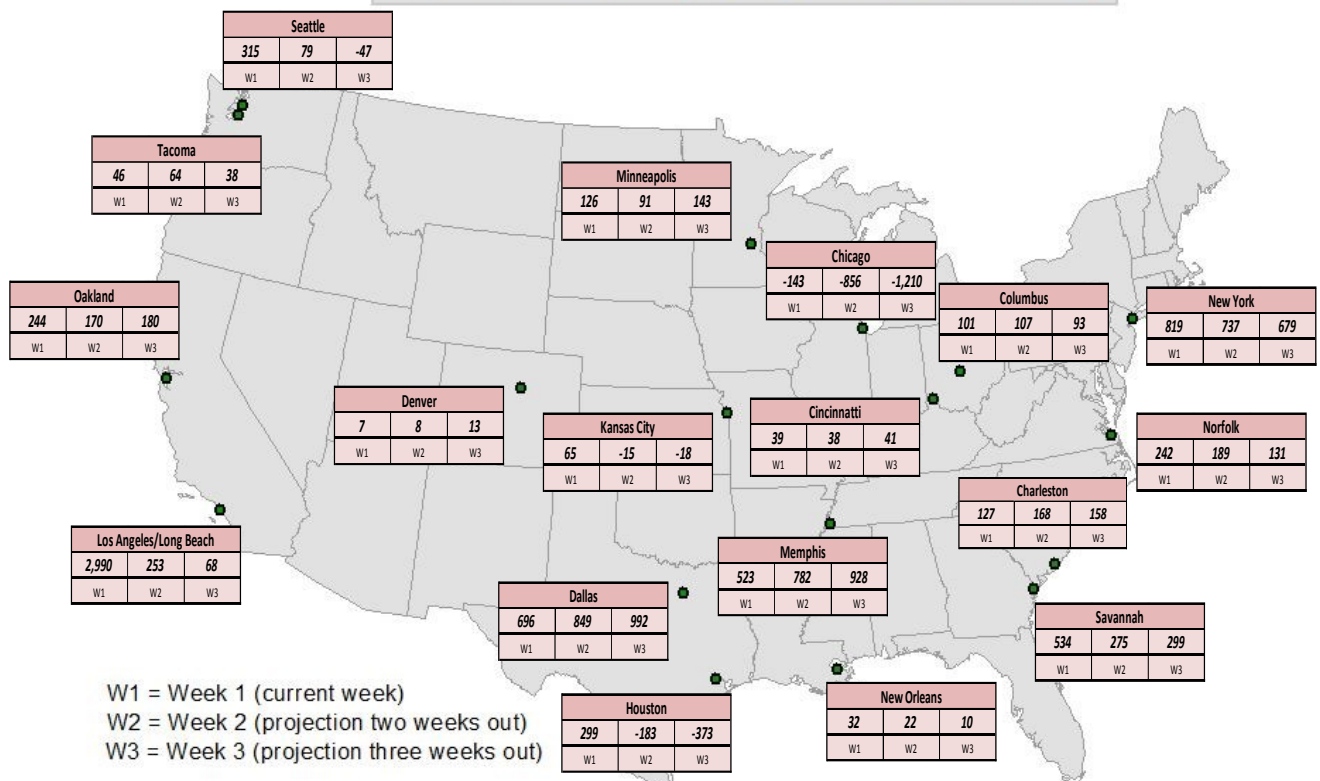 Seattle
315 79 -47
W1 W2 W3
Tacoma
46 64 38
W1 W2 W3
Minneapolis
126 91 143
W1 W2 W3
Chicago
-143 -856 -1,210
W1 W2 W3
Oakland
244 170 180
W1 W2 W3
Columbus
101 107 93
W1 W2 W3
New York
819 737 679
W1 W2 W3
Denver
7 8 13
W1 W2 W3
Kansas City
65 -15 -18
W1 W2 W3
Cincinnatti
39 38 41
W1 W2 W3
Norfolk
242 189 131
W1 W2 W3
Charleston
127 168 158
W1 W2 W3
Los Angeles/Long Beach
2,990 253 68
W1 W2 W3
Memphis
523 782 928
W1 W2 W3
Dallas
696 849 992
W1 W2 W3
Savannah
534 275 299
W1 W2 W3
New Orleans
32 22 10
W1 W2 W3
Houston
299 -183 -373
W1 W2 W3
W1 = Week 1 (current week)
W2 = Week 2 (projection two weeks out)
W3 = Week 3 (projection three weeks out)